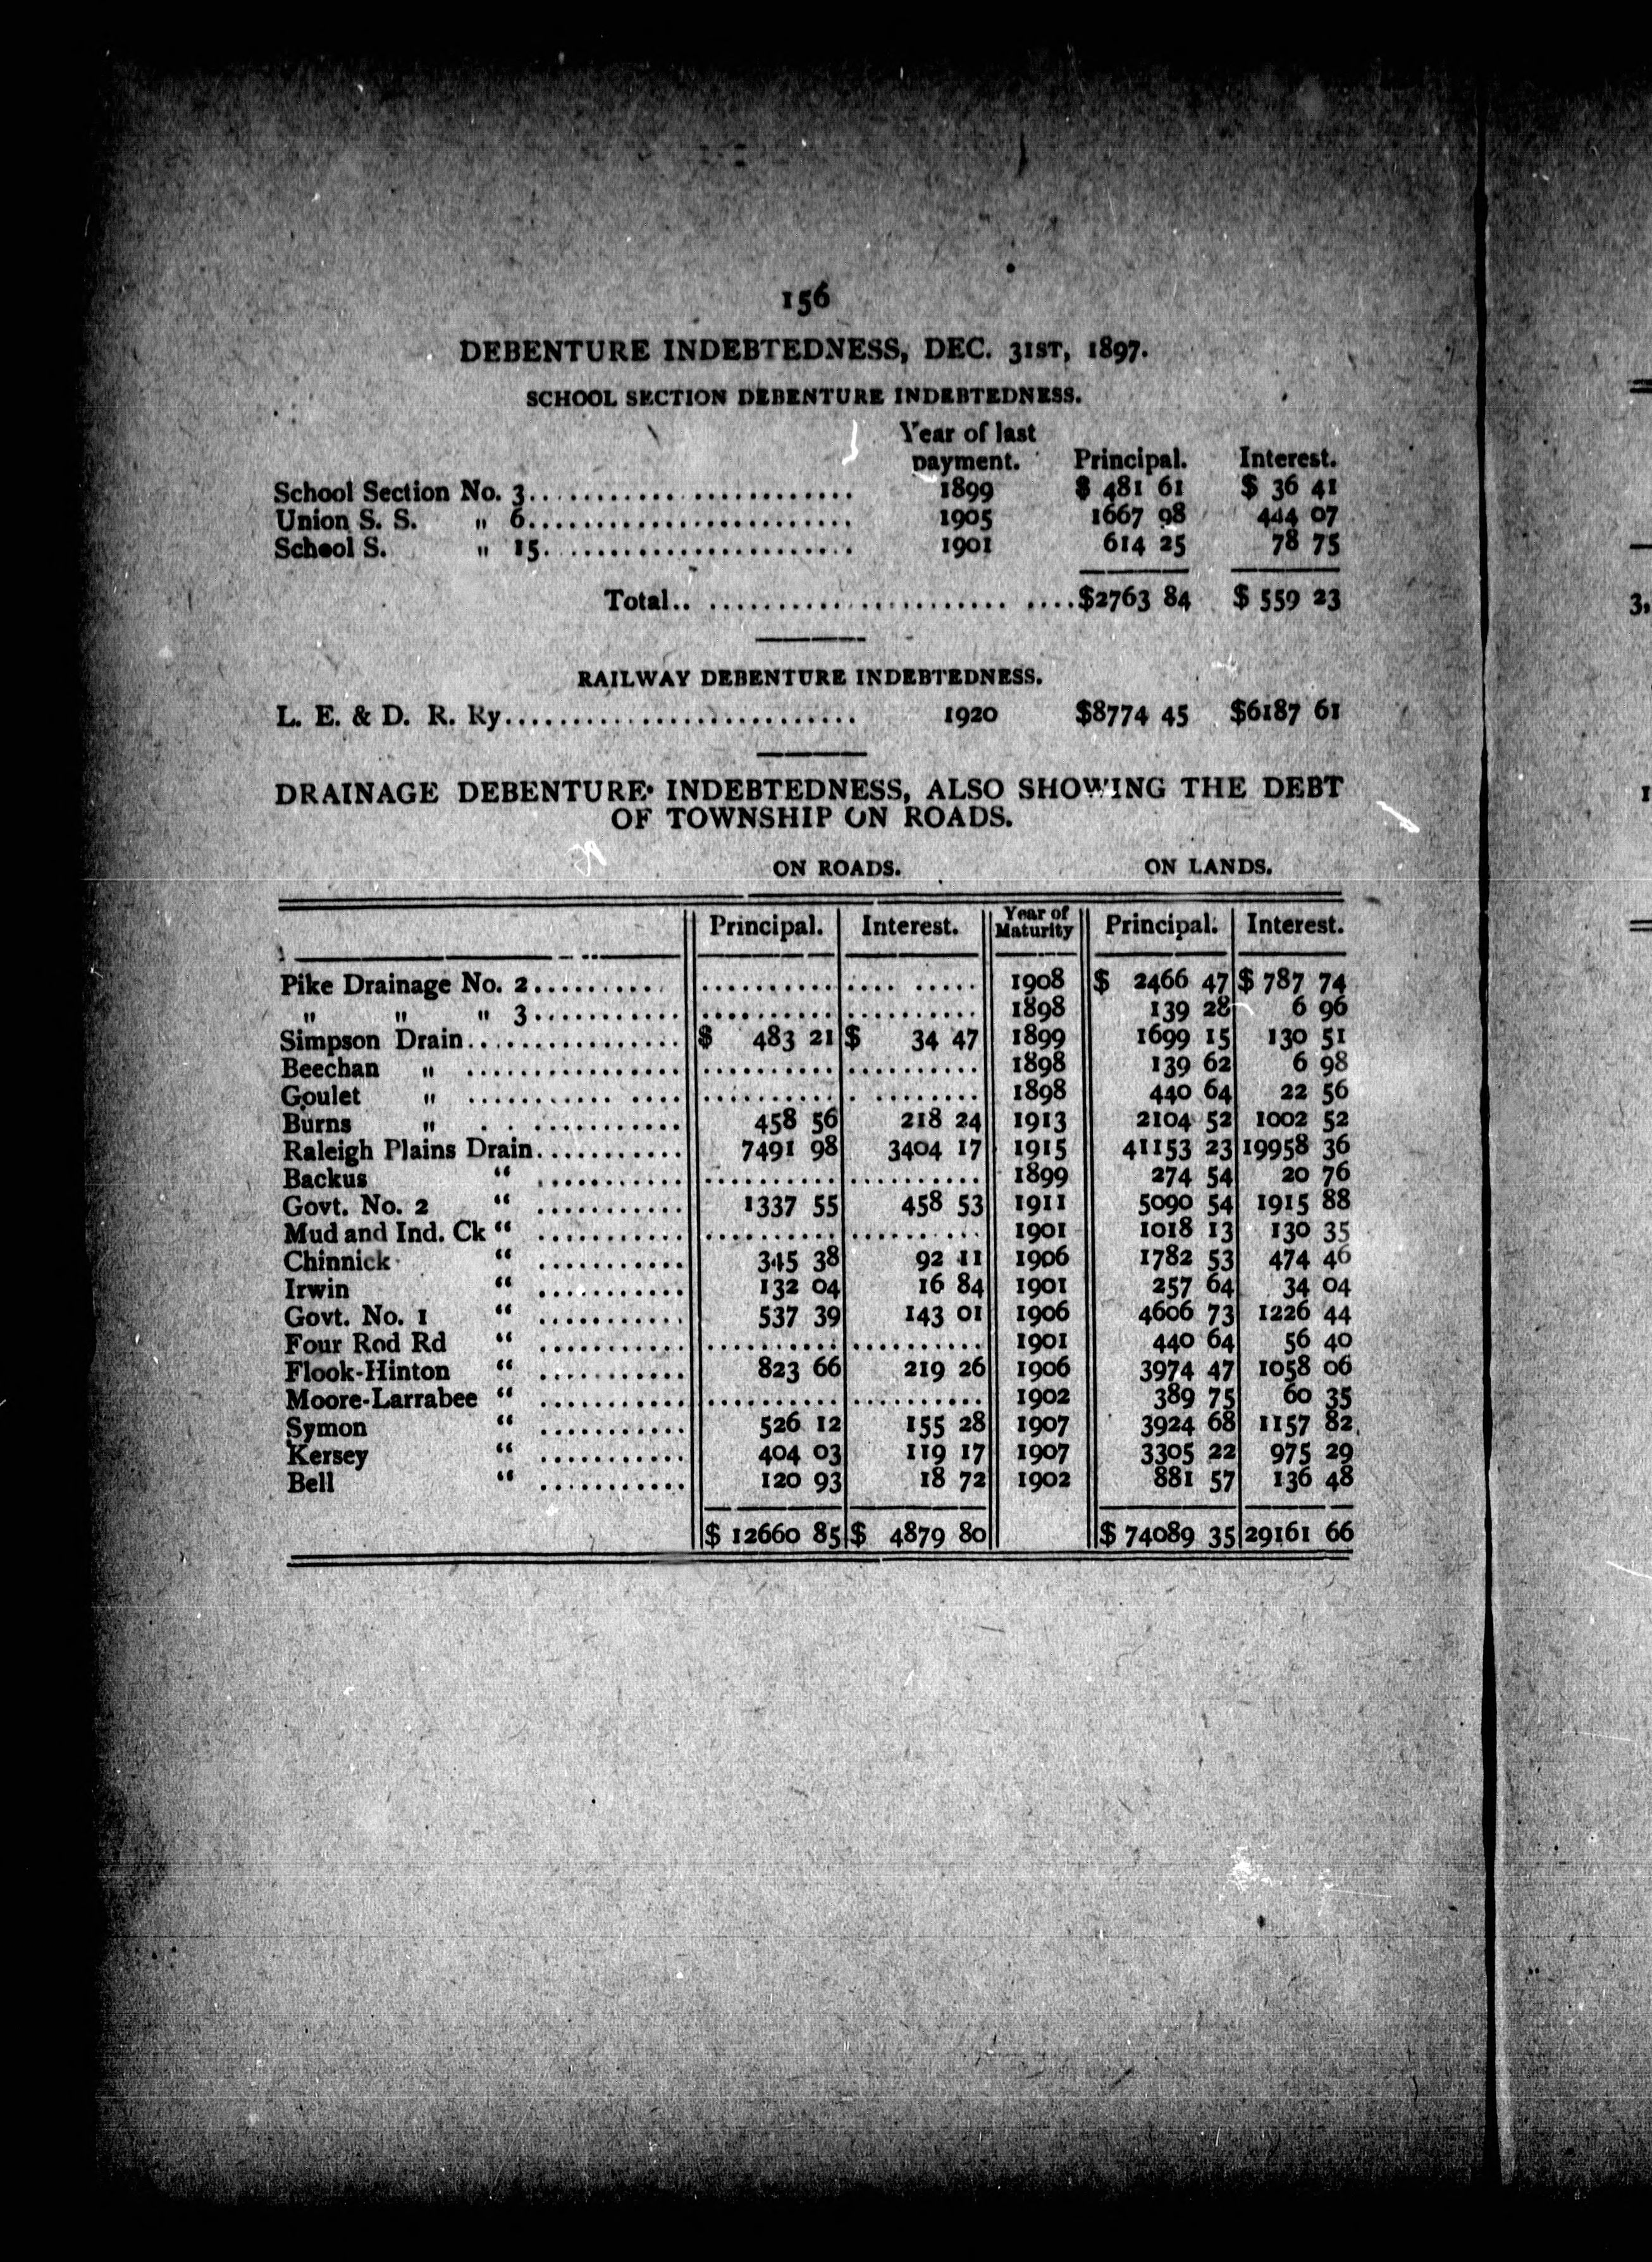 156
DEBENTURE INDEBTEDNESS, DEC. 31ST, 1897.
SCHOOL SECTION DEBENTURE INDEBTEDNESS.
Year of last
payment. Principal. Interest.
School Section No. 3........................ 1899 $ 481 61 $ 36 41
Union S. S. " 6........................ 1905 1667 98 444 07
School S. " 15....................... 1901 614 25 78 75
Total.. .......................... $2763 84 $ 559 23
RAILWAY DEBENTURE INDEBTEDNESS.
L. E. & D. R. Ry.......................... 1920 $8774 45 $6187 61
DRAINAGE DEBENTURE INDEBTEDNESS, ALSO SHOWING THE DEBT
OF TOWNSHIP ON ROADS.
ON ROADS. ON LANDS.
Principal. Interest. Year of Maturity Principal. Interest.
Pike Drainage No. 2.......... .......... .... ..... 1908 $ 2466 47 $ 787 74
" " " 3........... .......... .......... 1898 139 28 6 96
Simpson Drain................ $ 483 21 $ 34 47 1899 1699 15 130 51
Beechan " ................ .......... .......... 1898 139 62 6 98
Goulet " ........... .... .......... ........ 1898 440 64 22 56
Burns " . . ........... 458 56 218 24 1913 2104 52 1002 52
Raleigh Plains Drain........... 7491 98 3404 17 1915 41153 23 19958 36
Backus “ ........... .......... .......... 1899 274 54 20 76
Govt. No. 2 “ ........... 1337 55 458 53 1911 5090 54 1915 88
Mud and Ind. Ck “ ........... .......... .......... 1901 1018 13 130 35
Chinnick “ ........... 345 38 92 11 1906 1782 53 474 46
Irwin “ ........... 132 04 16 84 1901 257 64 34 04
Govt. No. 1 “ ........... 537 39 143 01 1906 4606 73 1226 44
Four Rod Rd “ ........... .......... .......... 1901 440 64 56 40
Flook-Hinton “ ........... 823 66 219 26 1906 3974 47 1058 06
Moore-Larrabee “ ........... .......... .......... 1902 389 75 60 35
Symon “ ........... 526 12 155 28 1907 3924 68 1157 82
Kersey “ ........... 404 03 119 17 1907 3305 22 975 29
Bell “ ........... 120 93 18 72 1902 881 57 136 48
$ 12660 85 $ 4879 80 $ 74089 35 29161 66
3.
1